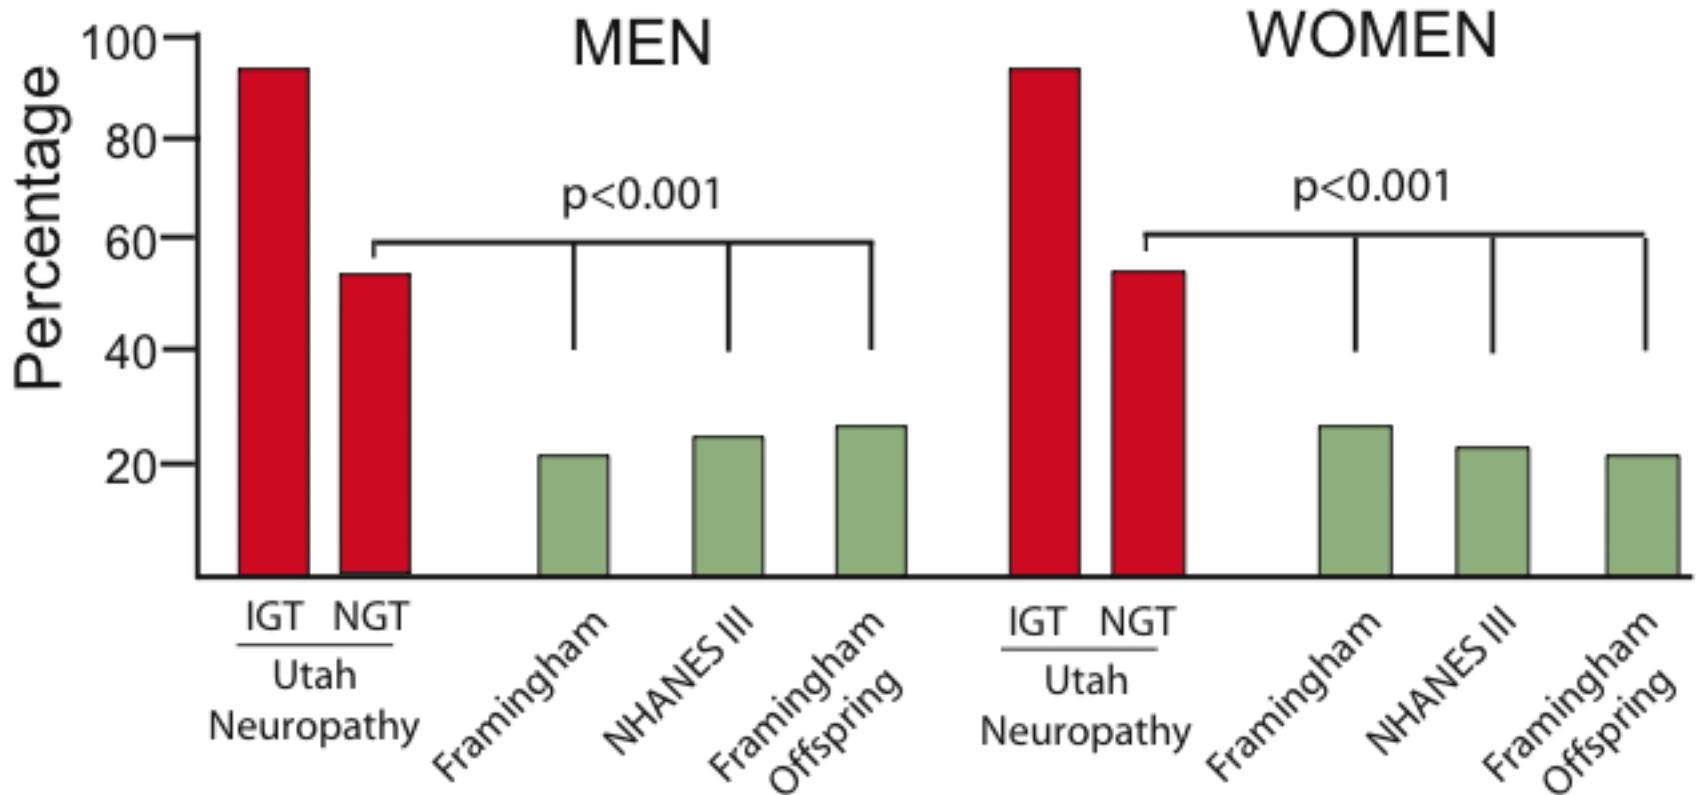 MEN
WOMEN
Percentage
100
80
60
40
20
p<0.001
p<0.001
IGT NGT
Utah
Neuropathy
Framingham
NHANES III
Framingham
Offspring
IGT NGT
Utah
Neuropathy
Framingham
NHANES III
Framingham
Offspring